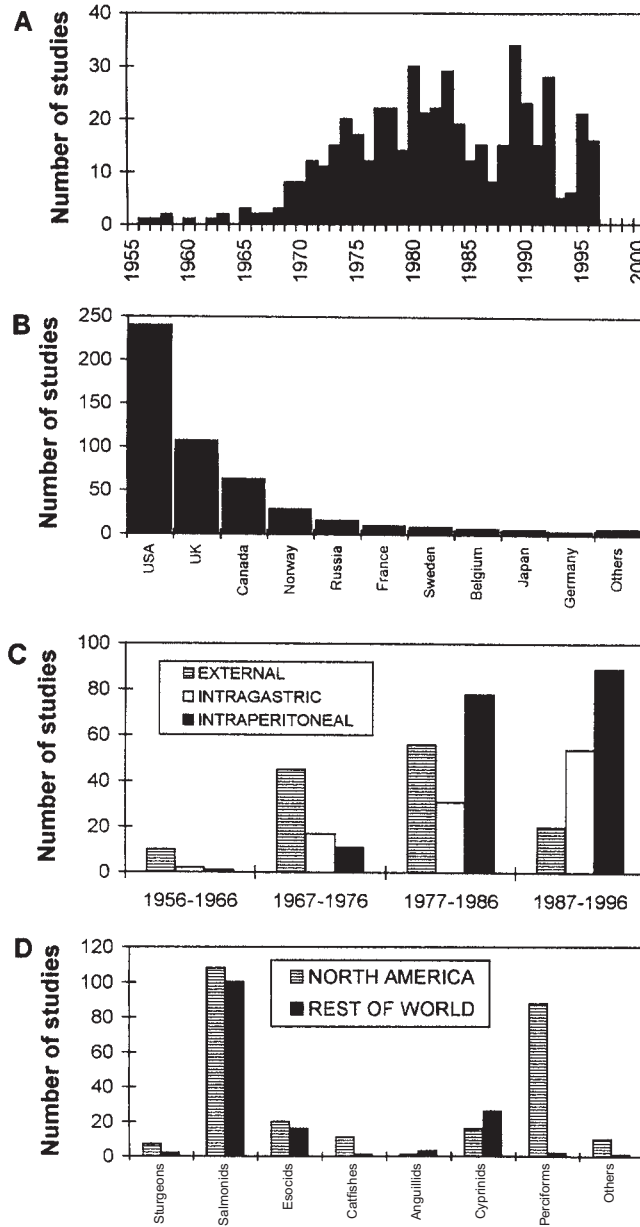 A
Number of studies
40
30
20
10
0
1955
1960
1965
1970
1975
1980
1985
1990
1995
2000
B
Number of studies
250
200
150
100
50
0
USA
UK
Canada
Norway
Russia
France
Sweden
Belgium
Japan
Germany
Others
C
Number of studies
100
80
60
40
20
0
EXTERNAL
INTRAGASTRIC
INTRAPERITONEAL
1956-1966
1967-1976
1977-1986
1987-1996
D
Number of studies
120
100
80
60
40
20
0
NORTH AMERICA
REST OF WORLD
Sturgeons
Salmonids
Esocids
Catfishes
Anguillids
Cyprinids
Perciforms
Others